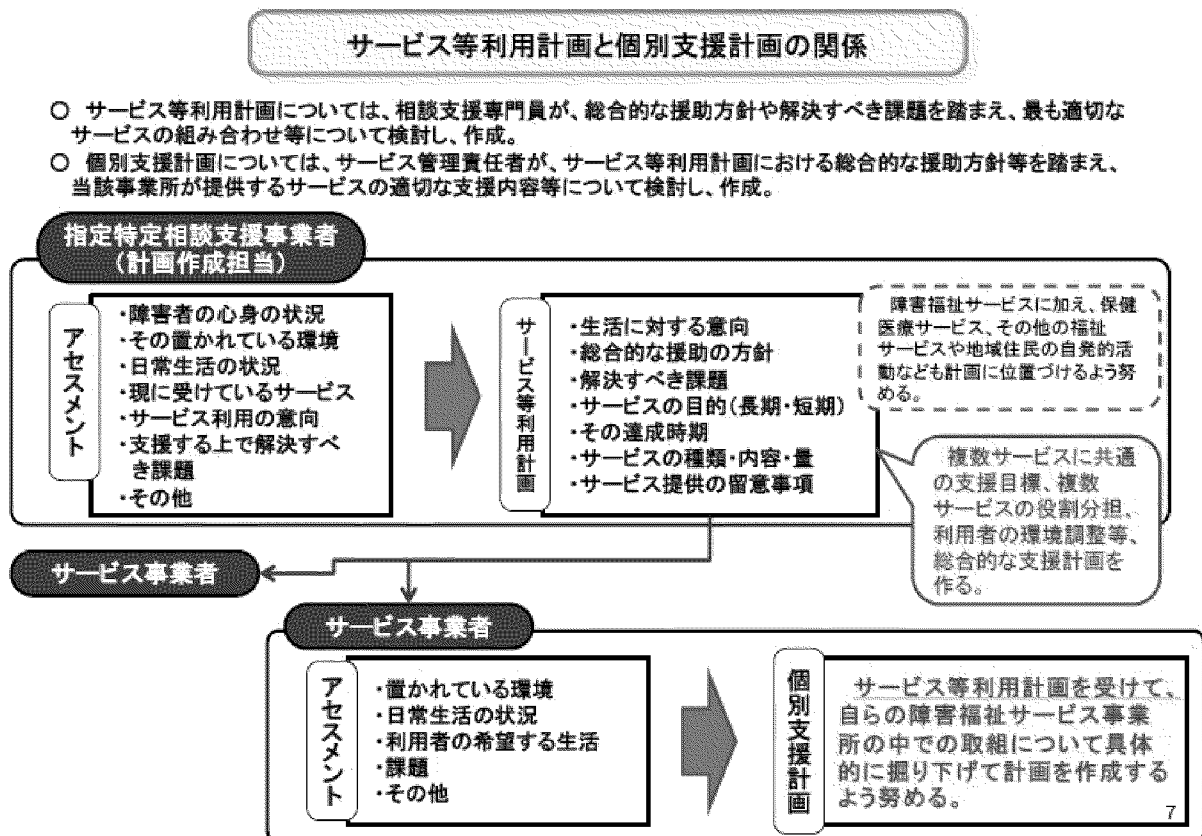 サービス等利用計画と個別支援計画の関係
○ サービス等利用計画については、相談支援専門員が、総合的な援助方針や解決すべき課題を踏まえ、最も適切な
サービスの組み合わせ等について検討し、作成。
○ 個別支援計画については、サービス管理責任者が、サービス等利用計画における総合的な援助方針等を踏まえ、
当該事業所が提供するサービスの適切な支援内容等について検討し、作成。
指定特定相談支援事業者
（計画作成担当）
アセスメント
・障害者の心身の状況
・その置かれている環境
・日常生活の状況
・現に受けているサービス
・サービス利用の意向
・支援する上で解決すべ
き課題
・その他
サービス等利用計画
・生活に対する意向
・総合的な援助の方針
・解決すべき課題
・サービスの目的（長期・短期）
・その達成時期
・サービスの種類・内容・量
・サービス提供の留意事項
障害福祉サービスに加え、保健
医療サービス、その他の福祉
サービスや地域住民の自発的活
動なども計画に位置づけるよう努
める。
複数サービスに共通
の支援目標、複数
サービスの役割分担、
利用者の環境調整等、
総合的な支援計画を
作る。
サービス事業者
サービス事業者
アセスメント
・置かれている環境
・日常生活の状況
・利用者の希望する生活
・課題
・その他
個別支援計画
サービス等利用計画を受けて、
自らの障害福祉サービス事業
所の中での取組について具体
的に掘り下げて計画を作成する
よう努める。
7